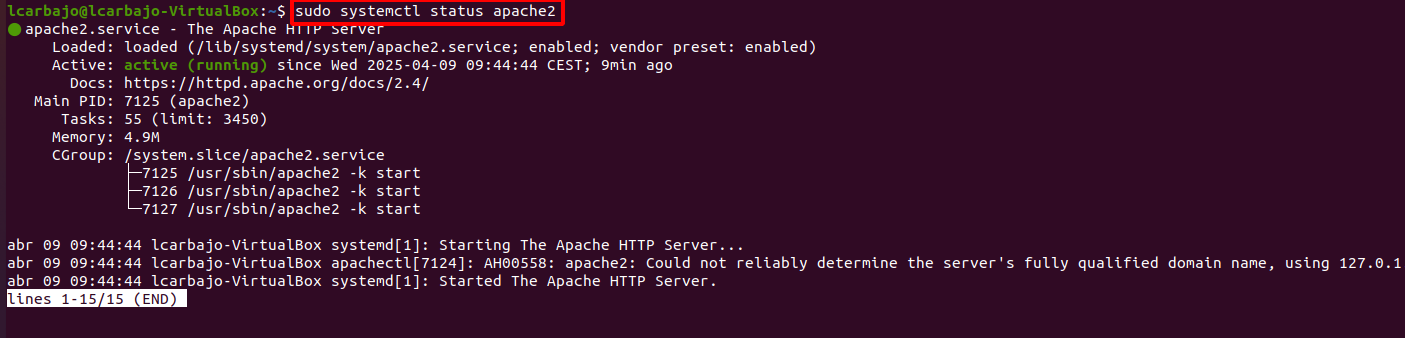 lcarbajo@lcarbajo-VirtualBox:~$ sudo systemctl status apache2
● apache2.service - The Apache HTTP Server
Loaded: loaded (/lib/systemd/system/apache2.service; enabled; vendor preset: enabled)
Active: active (running) since Wed 2025-04-09 09:44:44 CEST; 9min ago
Docs: https://httpd.apache.org/docs/2.4/
Main PID: 7125 (apache2)
Tasks: 55 (limit: 3450)
Memory: 4.9M
CGroup: /system.slice/apache2.service
├─7125 /usr/sbin/apache2 -k start
├─7126 /usr/sbin/apache2 -k start
└─7127 /usr/sbin/apache2 -k start
abr 09 09:44:44 lcarbajo-VirtualBox systemd[1]: Starting The Apache HTTP Server...
abr 09 09:44:44 lcarbajo-VirtualBox apachectl[7124]: AH00558: apache2: Could not reliably determine the server's fully qualified domain name, using 127.0.1
abr 09 09:44:44 lcarbajo-VirtualBox systemd[1]: Started The Apache HTTP Server.
lines 1-15/15 (END)